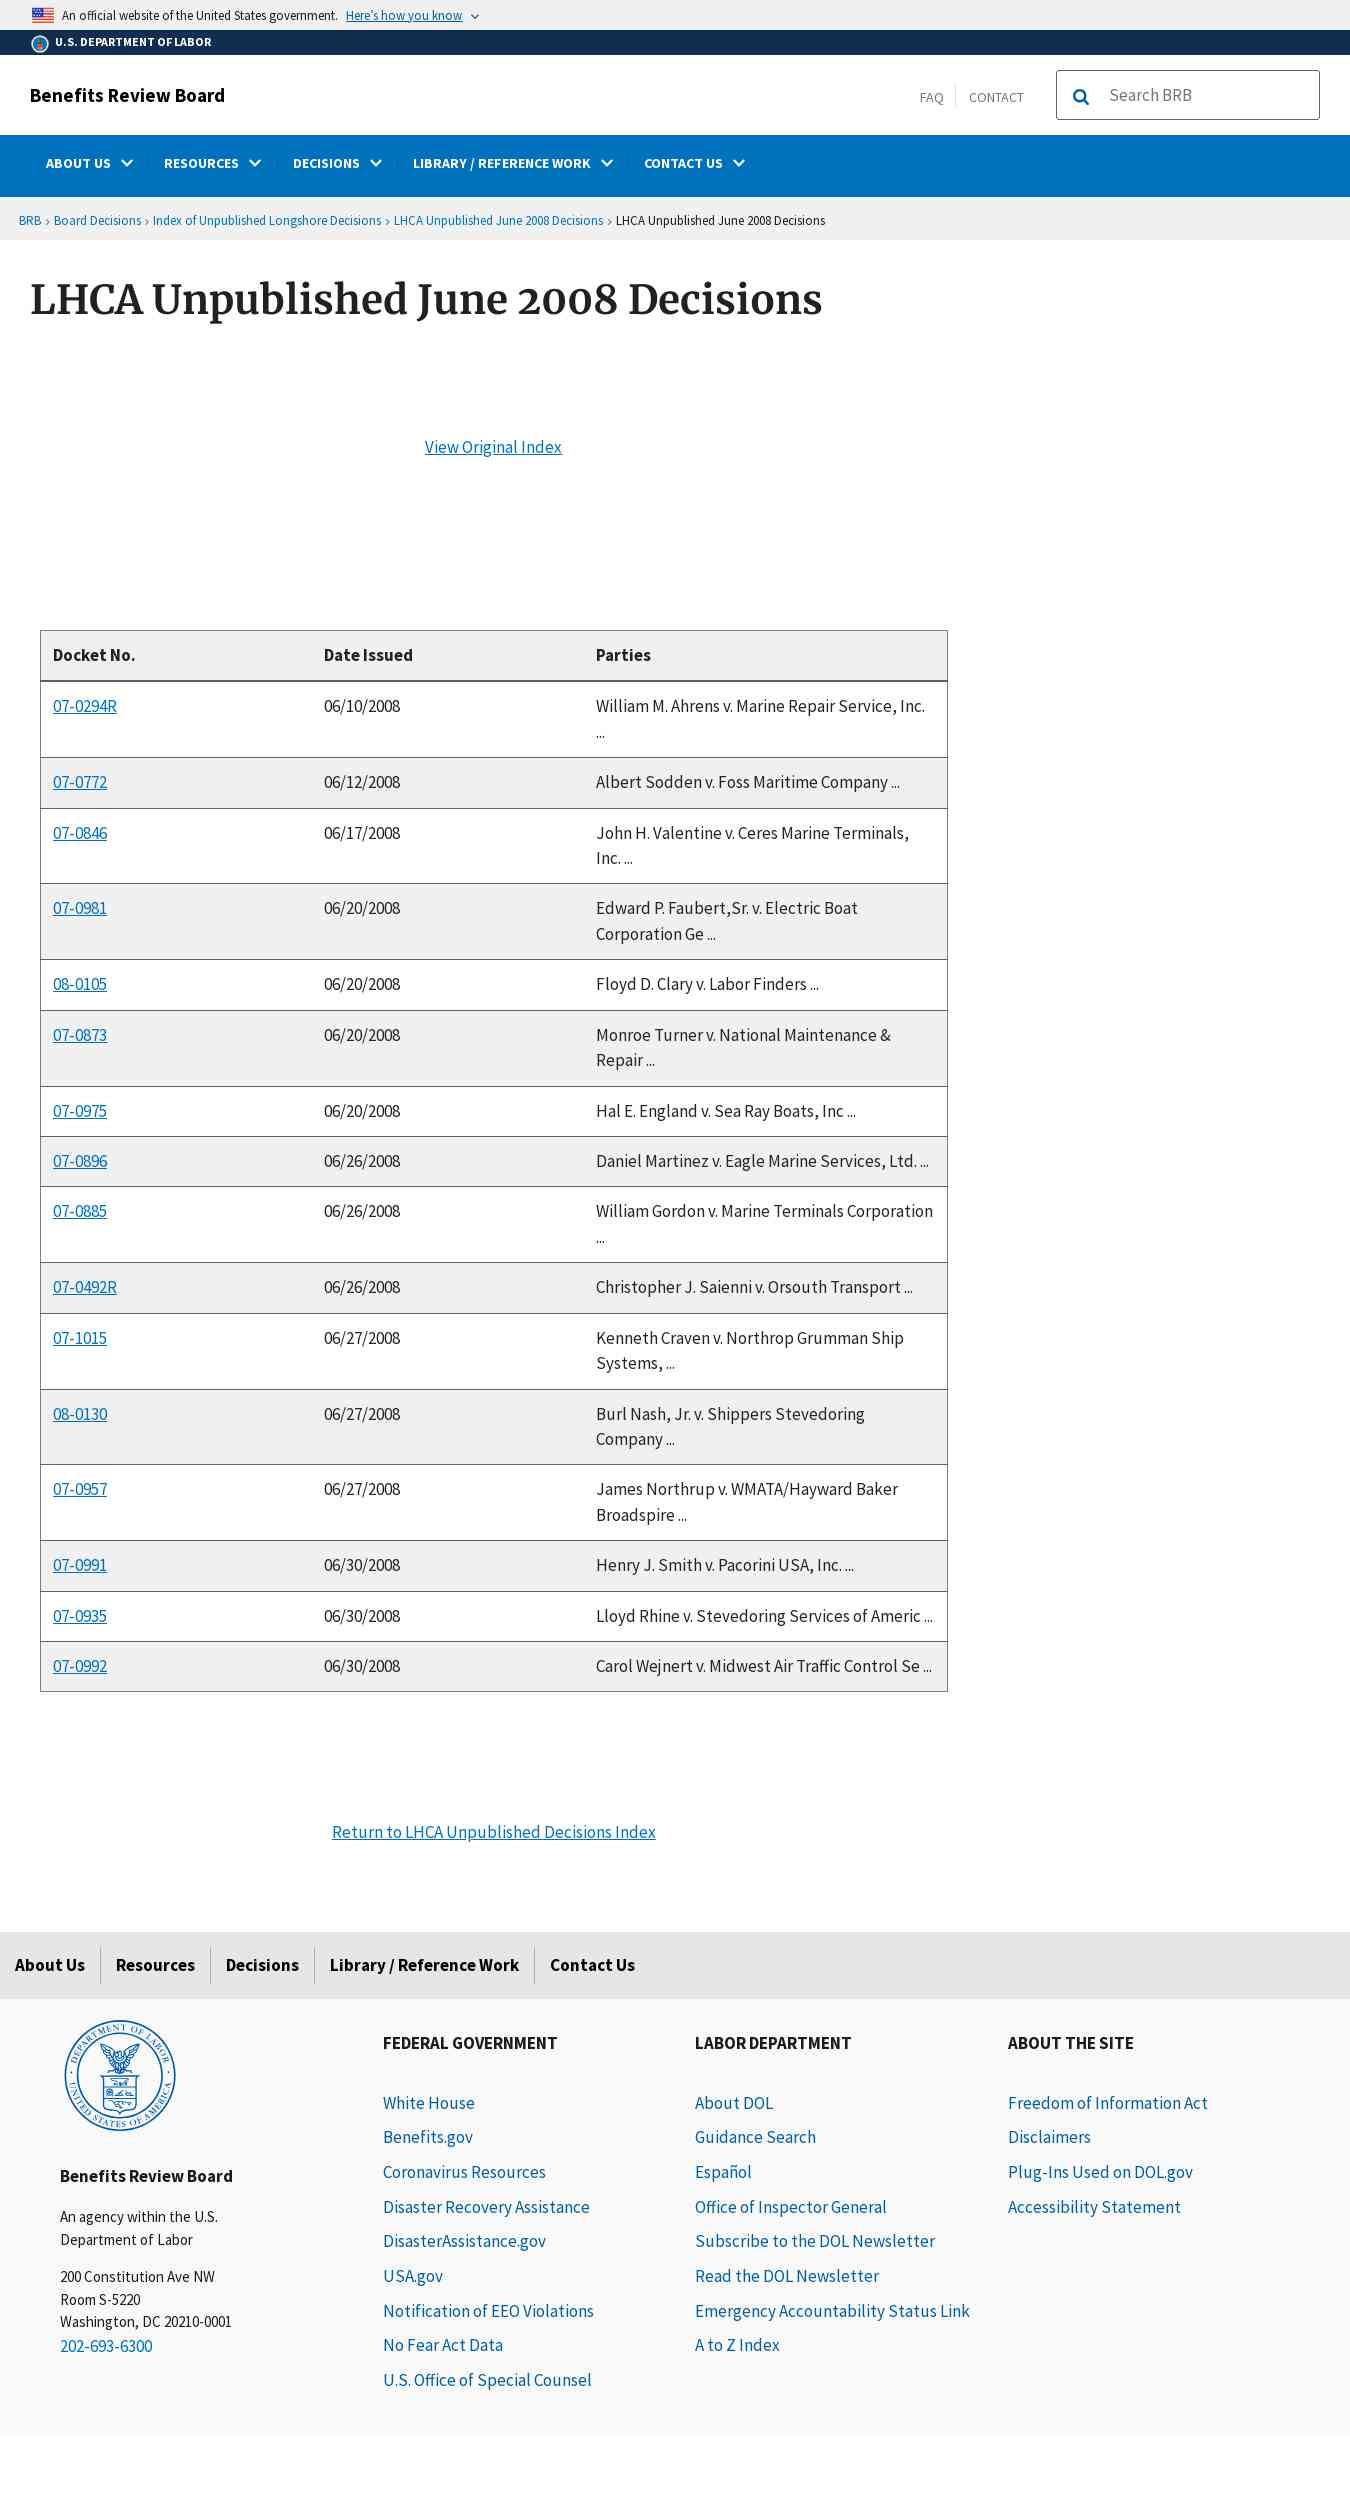 An official website of the United States government. Here's how you know
U.S. DEPARTMENT OF LABOR
Benefits Review Board
FAQ
CONTACT
Search BRB
ABOUT US
RESOURCES
DECISIONS
LIBRARY / REFERENCE WORK
CONTACT US
BRB › Board Decisions › Index of Unpublished Longshore Decisions › LHCA Unpublished June 2008 Decisions › LHCA Unpublished June 2008 Decisions
LHCA Unpublished June 2008 Decisions
View Original Index
Docket No. Date Issued Parties
07-0294R 06/10/2008 William M. Ahrens v. Marine Repair Service, Inc.
...
07-0772 06/12/2008 Albert Sodden v. Foss Maritime Company ...
07-0846 06/17/2008 John H. Valentine v. Ceres Marine Terminals,
Inc. ...
07-0981 06/20/2008 Edward P. Faubert,Sr. v. Electric Boat
Corporation Ge ...
08-0105 06/20/2008 Floyd D. Clary v. Labor Finders ...
07-0873 06/20/2008 Monroe Turner v. National Maintenance &
Repair ...
07-0975 06/20/2008 Hal E. England v. Sea Ray Boats, Inc ...
07-0896 06/26/2008 Daniel Martinez v. Eagle Marine Services, Ltd. ...
07-0885 06/26/2008 William Gordon v. Marine Terminals Corporation
...
07-0492R 06/26/2008 Christopher J. Saienni v. Orsouth Transport ...
07-1015 06/27/2008 Kenneth Craven v. Northrop Grumman Ship
Systems, ...
08-0130 06/27/2008 Burl Nash, Jr. v. Shippers Stevedoring
Company ...
07-0957 06/27/2008 James Northrup v. WMATA/Hayward Baker
Broadspire ...
07-0991 06/30/2008 Henry J. Smith v. Pacorini USA, Inc. ...
07-0935 06/30/2008 Lloyd Rhine v. Stevedoring Services of Americ ...
07-0992 06/30/2008 Carol Wejnert v. Midwest Air Traffic Control Se ...
Return to LHCA Unpublished Decisions Index
About Us
Resources
Decisions
Library / Reference Work
Contact Us
DEPARTMENT OF LABOR
UNITED STATES OF AMERICA
Benefits Review Board
An agency within the U.S.
Department of Labor
200 Constitution Ave NW
Room S-5220
Washington, DC 20210-0001
202-693-6300
FEDERAL GOVERNMENT
White House
Benefits.gov
Coronavirus Resources
Disaster Recovery Assistance
DisasterAssistance.gov
USA.gov
Notification of EEO Violations
No Fear Act Data
U.S. Office of Special Counsel
LABOR DEPARTMENT
About DOL
Guidance Search
Español
Office of Inspector General
Subscribe to the DOL Newsletter
Read the DOL Newsletter
Emergency Accountability Status Link
A to Z Index
ABOUT THE SITE
Freedom of Information Act
Disclaimers
Plug-Ins Used on DOL.gov
Accessibility Statement